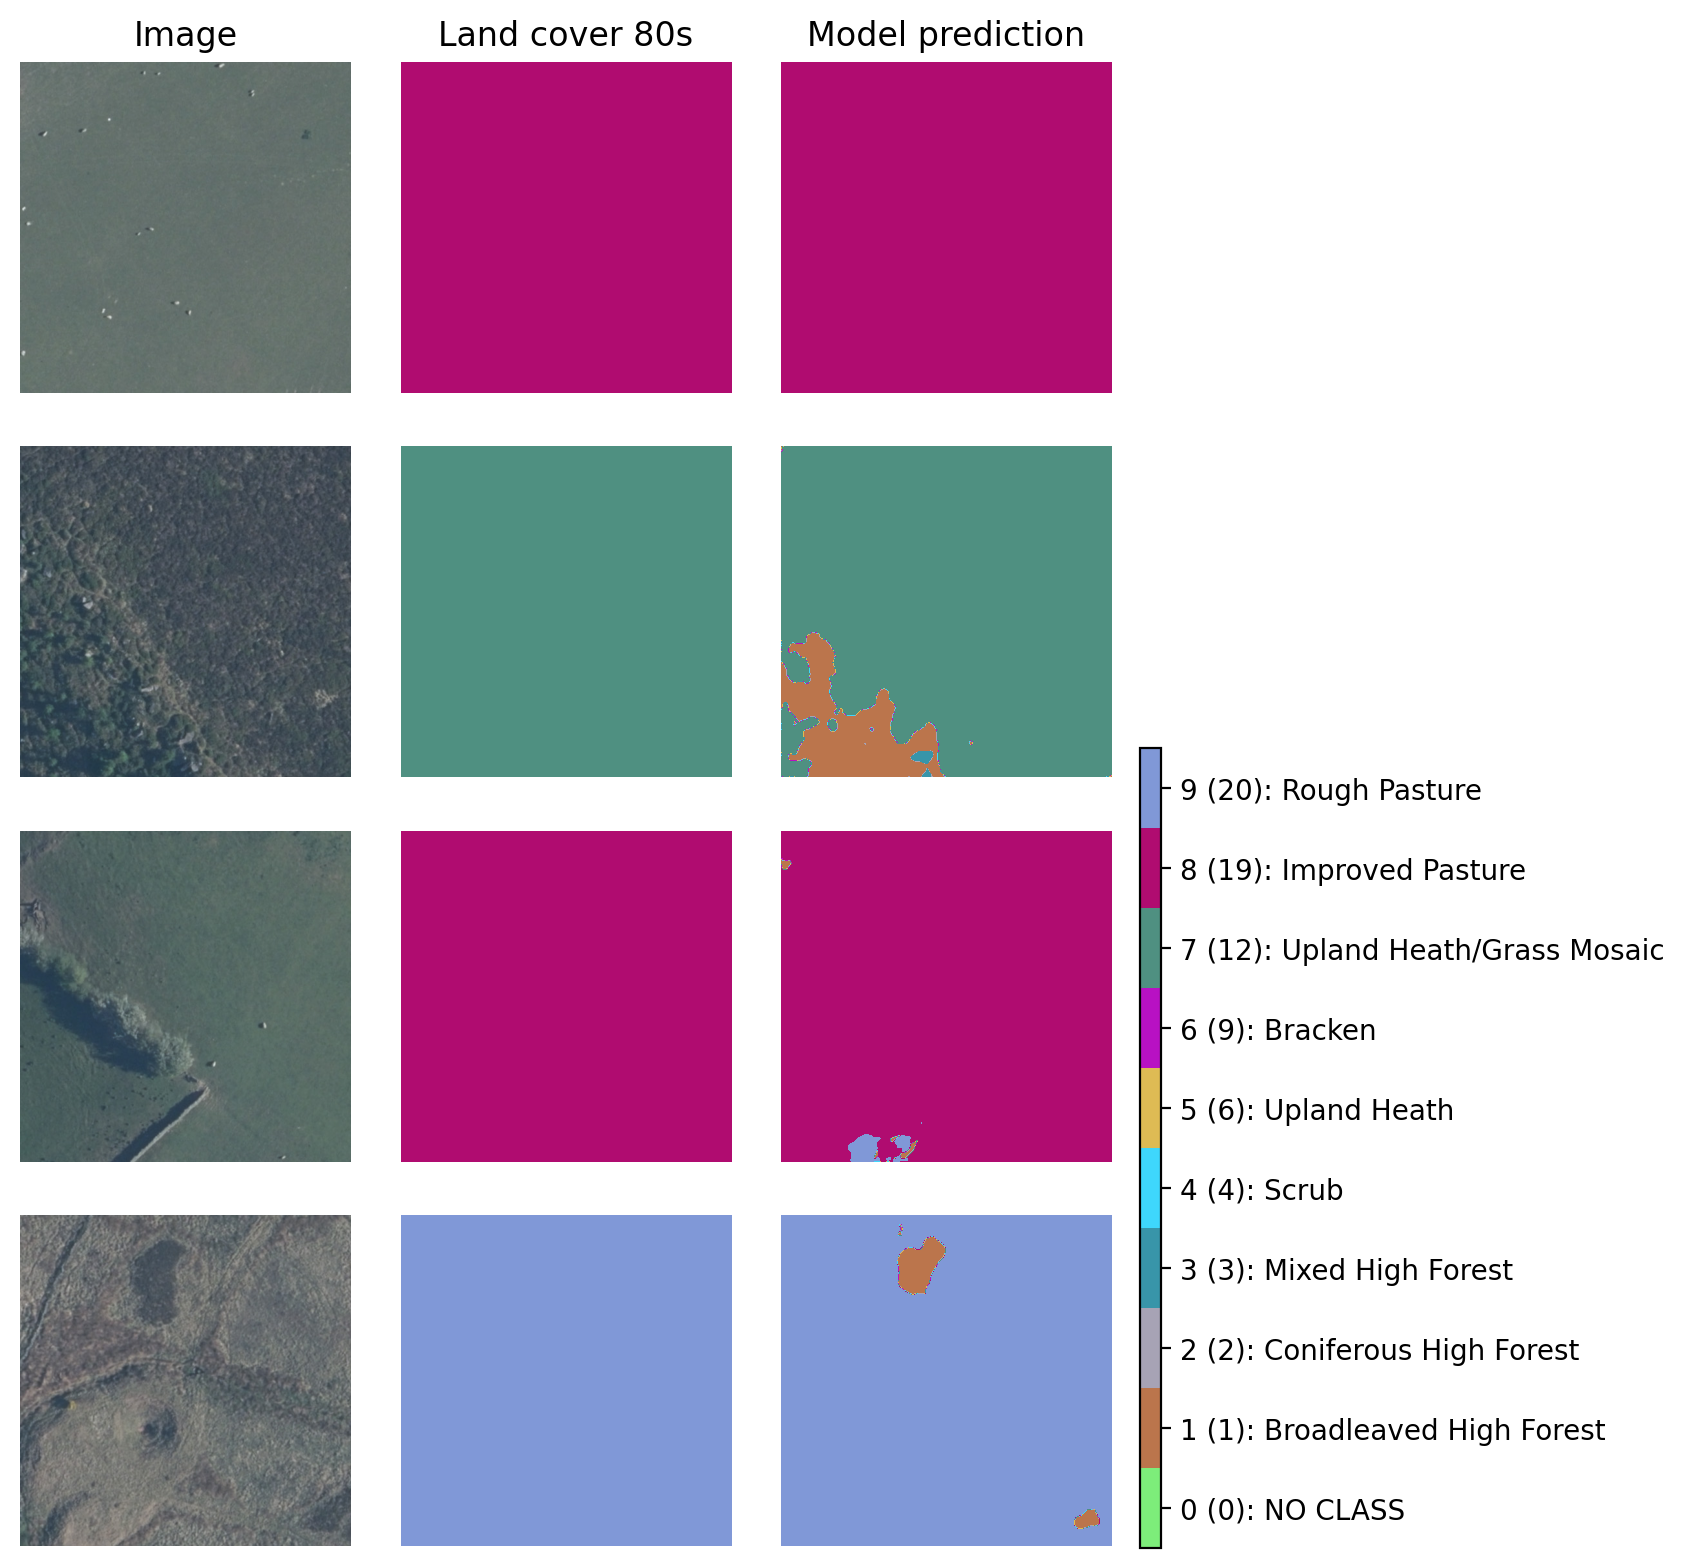 Image
Land cover 80s
Model prediction
9 (20): Rough Pasture
8 (19): Improved Pasture
7 (12): Upland Heath/Grass Mosaic
6 (9): Bracken
5 (6): Upland Heath
4 (4): Scrub
3 (3): Mixed High Forest
2 (2): Coniferous High Forest
1 (1): Broadleaved High Forest
0 (0): NO CLASS